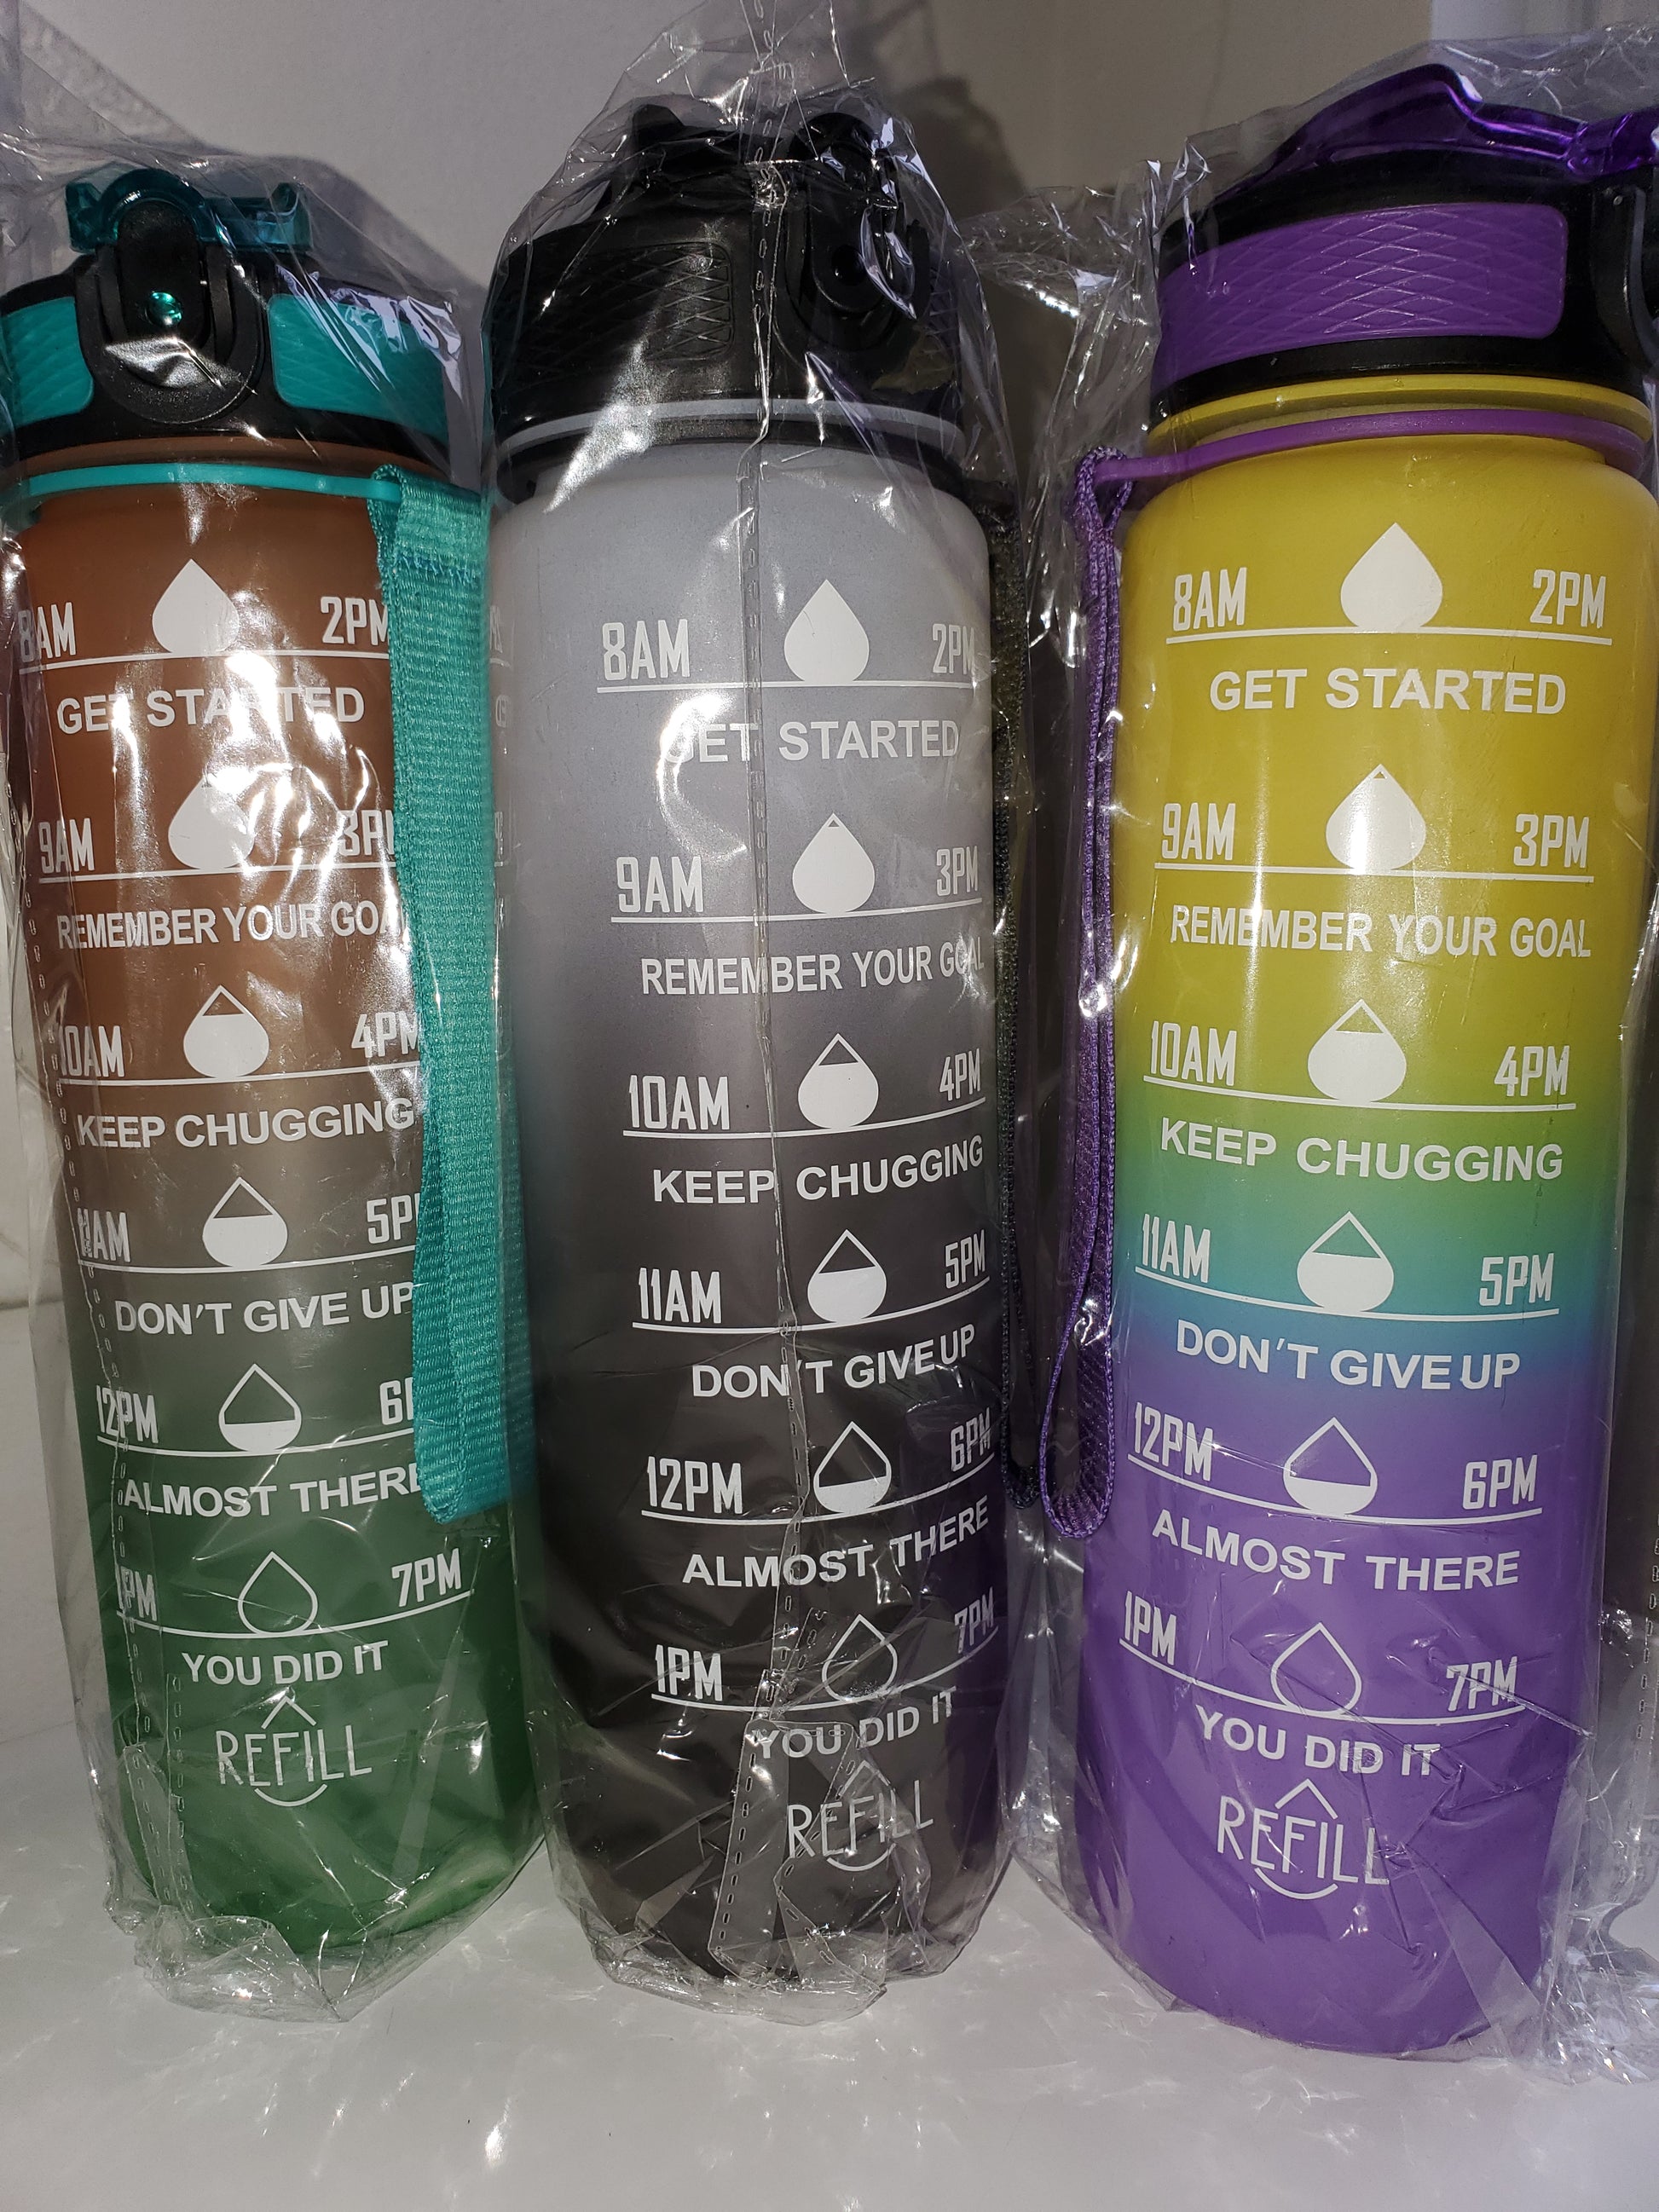 8AM 2PM
GET STARTED
9AM 3PM
REMEMBER YOUR GOAL
10AM 4PM
KEEP CHUGGING
11AM 5PM
DON'T GIVE UP
12PM 6PM
ALMOST THERE
1PM 7PM
YOU DID IT
REFILL
8AM 2PM
GET STARTED
9AM 3PM
REMEMBER YOUR GOAL
10AM 4PM
KEEP CHUGGING
11AM 5PM
DON'T GIVE UP
12PM 6PM
ALMOST THERE
1PM 7PM
YOU DID IT
REFILL
8AM 2PM
GET STARTED
9AM 3PM
REMEMBER YOUR GOAL
10AM 4PM
KEEP CHUGGING
11AM 5PM
DON'T GIVE UP
12PM 6PM
ALMOST THERE
1PM 7PM
YOU DID IT
REFILL